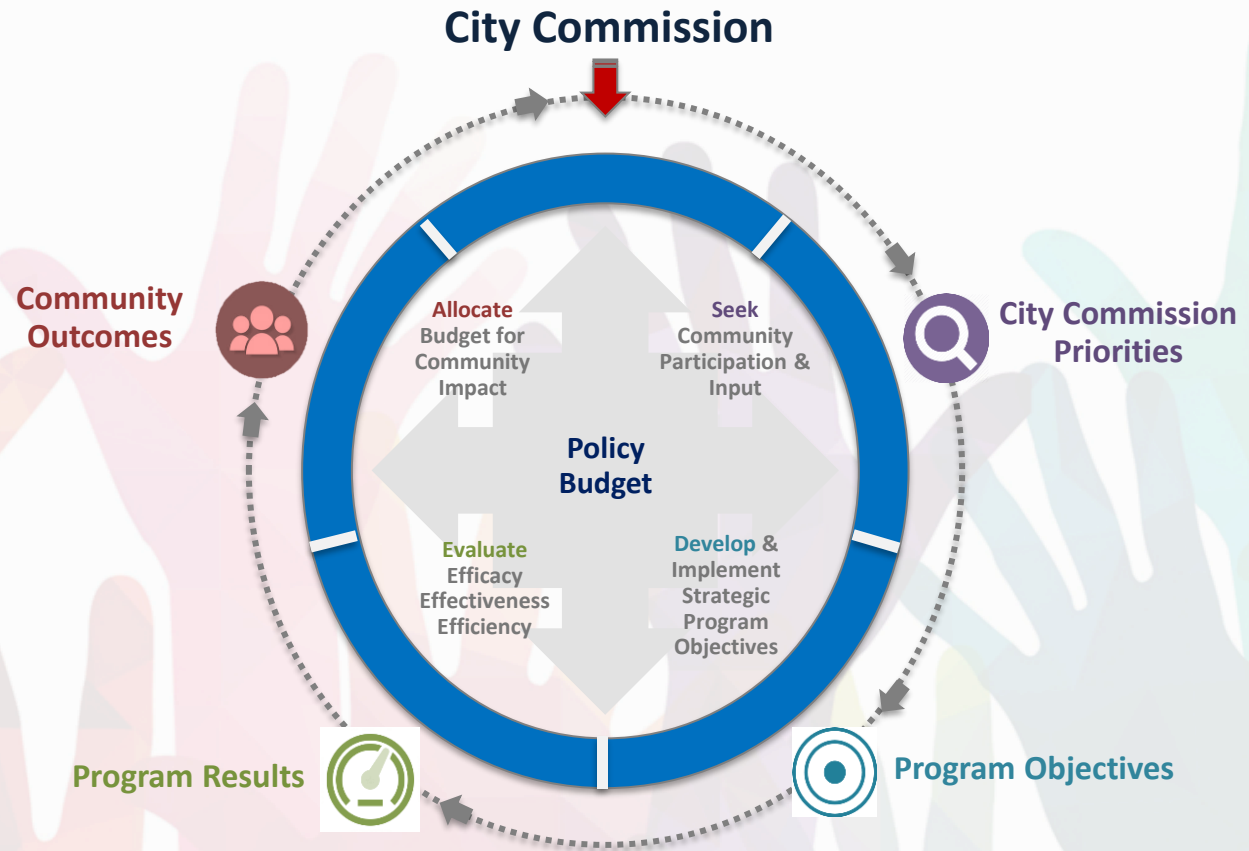 City Commission
Community
Outcomes
City Commission
Priorities
Allocate
Budget for
Community
Impact
Seek
Community
Participation &
Input
Policy
Budget
Evaluate
Efficacy
Effectiveness
Efficiency
Develop &
Implement
Strategic
Program
Objectives
Program Results
Program Objectives